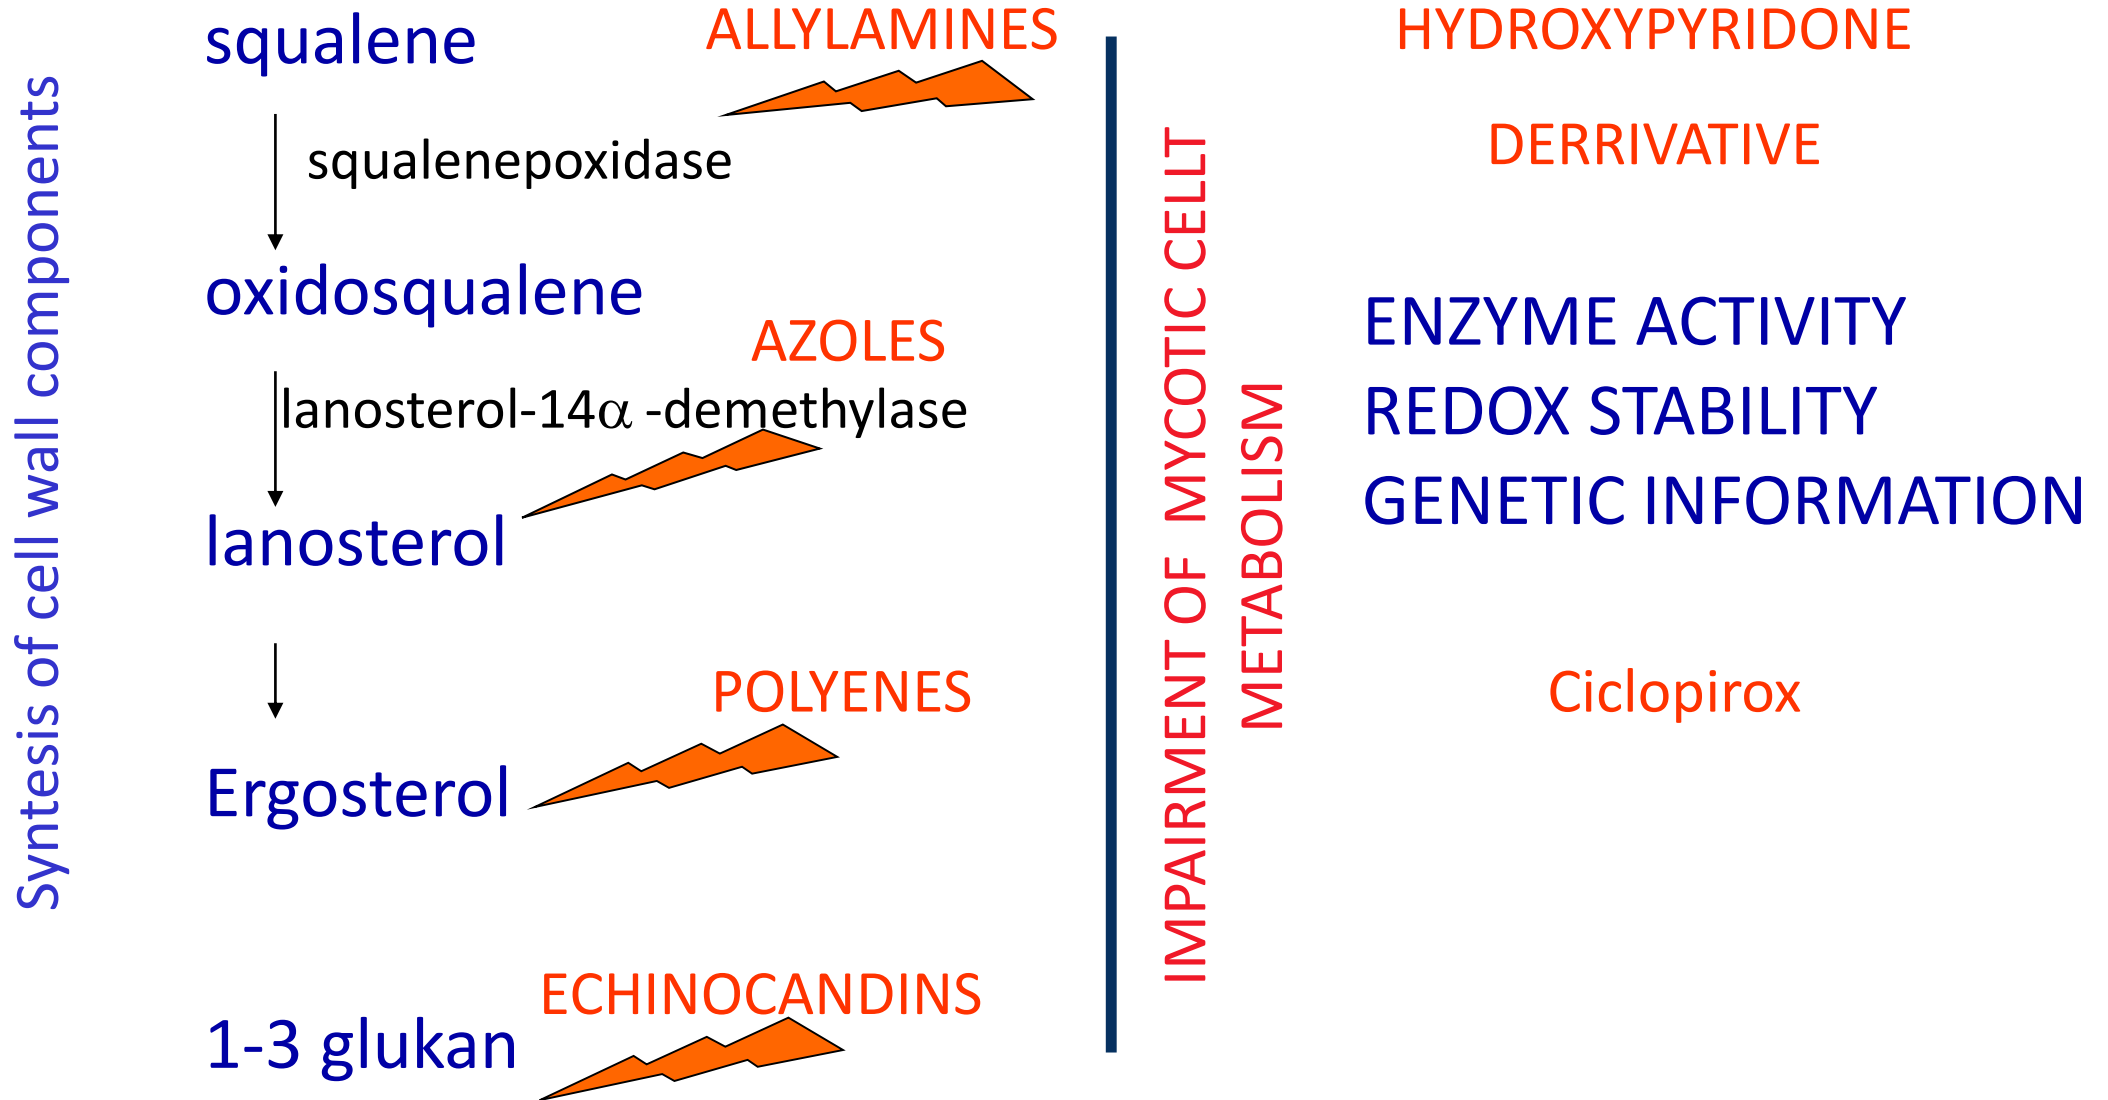 Syntesis of cell wall components
squalene
ALLYLAMINES
squalenepoxidase
oxidosqualene
AZOLES
lanosterol-14α -demethylase
lanosterol
POLYENES
Ergosterol
ECHINOCANDINS
1-3 glukan
IMPAIRMENT OF MYCOTIC CELLLT
METABOLISM
HYDROXYPYRIDONE
DERRIVATIVE
ENZYME ACTIVITY
REDOX STABILITY
GENETIC INFORMATION
Ciclopirox